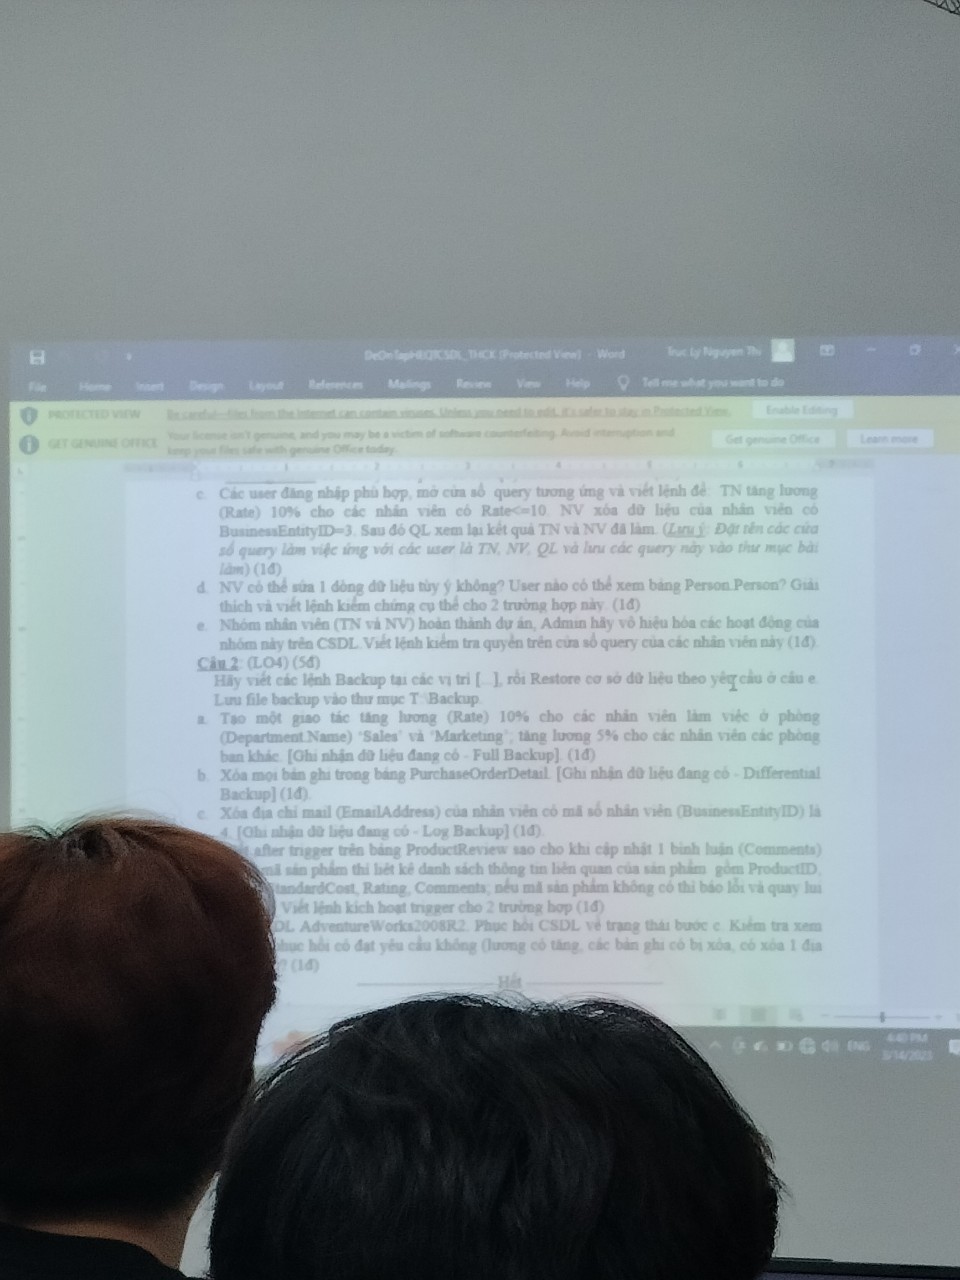 DeOnTapHEQTCSDL_THCK (Protected View) - Word Truc Ly Nguyen Thi
File Home Insert Design Layout References Mailings Review View Help Tell me what you want to do
PROTECTED VIEW Be careful—files from the Internet can contain viruses. Unless you need to edit, it's safer to stay in Protected View. Enable Editing
GET GENUINE OFFICE Your license isn't genuine, and you may be a victim of software counterfeiting. Avoid interruption and keep your files safe with genuine Office today. Get genuine Office Learn more
c. Các user đăng nhập phù hợp, mở cửa sổ query tương ứng và viết lệnh để: TN tăng lương
(Rate) 10% cho các nhân viên có Rate<=10, NV xóa dữ liệu của nhân viên có
BusinessEntityID=3. Sau đó QL xem lại kết quả TN và NV đã làm. (Lưu ý: Đặt tên các cửa
sổ query làm việc ứng với các user là TN, NV, QL và lưu các query này vào thư mục bài
làm) (1đ)
d. NV có thể sửa 1 dòng dữ liệu tùy ý không? User nào có thể xem bảng Person.Person? Giải
thích và viết lệnh kiểm chứng cụ thể cho 2 trường hợp này. (1đ)
e. Nhóm nhân viên (TN và NV) hoàn thành dự án, Admin hãy vô hiệu hóa các hoạt động của
nhóm này trên CSDL. Viết lệnh kiểm tra quyền trên cửa sổ query của các nhân viên này (1đ).
Câu 2: (LO4) (5đ)
Hãy viết các lệnh Backup tại các vị trí [...], rồi Restore cơ sở dữ liệu theo yêu cầu ở câu e.
Lưu file backup vào thư mục T:\Backup.
a. Tạo một giao tác tăng lương (Rate) 10% cho các nhân viên làm việc ở phòng
(Department.Name) 'Sales' và 'Marketing'; tăng lương 5% cho các nhân viên các phòng
ban khác. [Ghi nhận dữ liệu đang có - Full Backup]. (1đ)
b. Xóa mọi bản ghi trong bảng PurchaseOrderDetail. [Ghi nhận dữ liệu đang có - Differential
Backup] (1đ).
c. Xóa địa chỉ mail (EmailAddress) của nhân viên có mã số nhân viên (BusinessEntityID) là
4. [Ghi nhận dữ liệu đang có - Log Backup] (1đ).
after trigger trên bảng ProductReview sao cho khi cập nhật 1 bình luận (Comments)
mã sản phẩm thì liệt kê danh sách thông tin liên quan của sản phẩm gồm ProductID,
tandardCost, Rating, Comments; nếu mã sản phẩm không có thì báo lỗi và quay lui
Viết lệnh kích hoạt trigger cho 2 trường hợp (1đ)
DL AdventureWorks2008R2. Phục hồi CSDL về trạng thái bước c. Kiểm tra xem
phục hồi có đạt yêu cầu không (lương có tăng, các bản ghi có bị xóa, có xóa 1 địa
? (1đ)
Hết
ENG 4:40 PM
3/14/2023